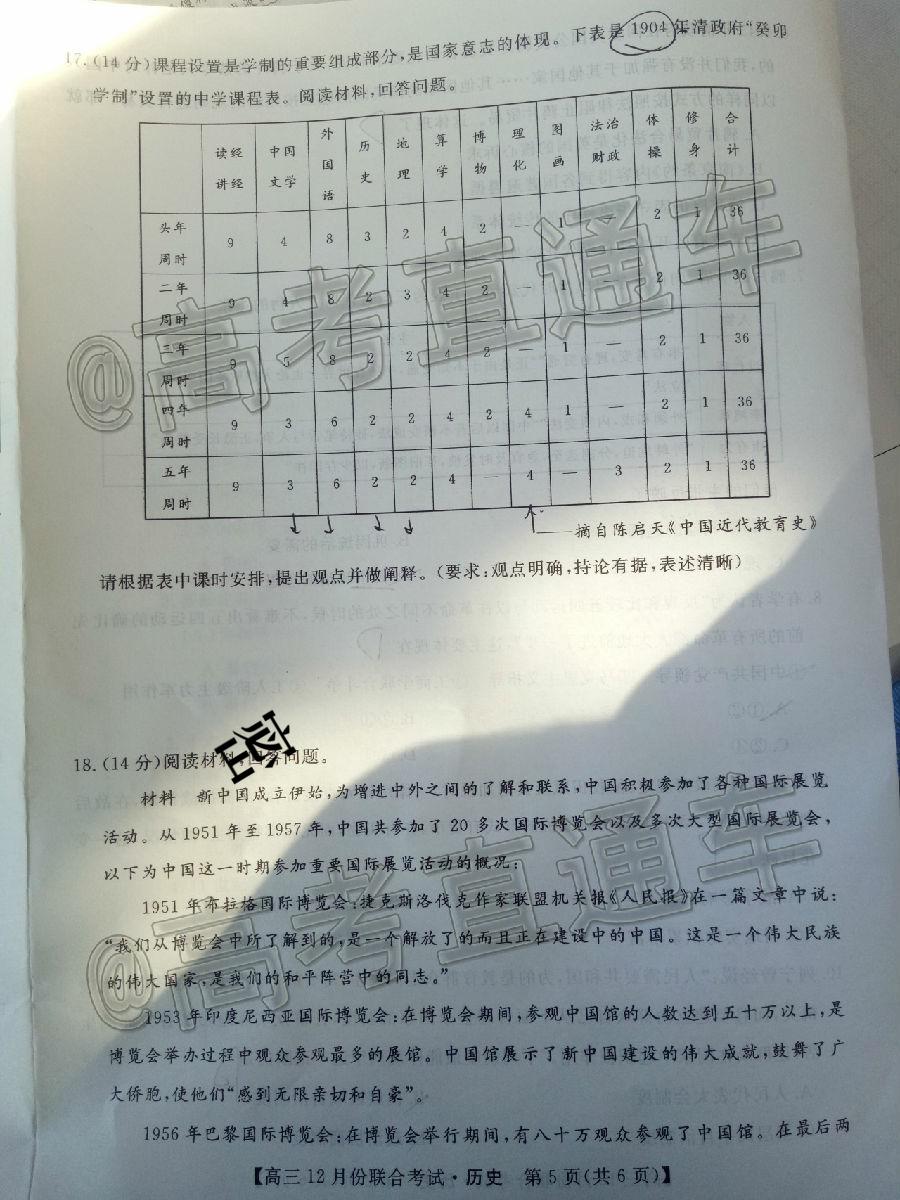 17.(14分)课程设置是学制的重要组成部分,是国家意志的体现。下表是1904年清政府“癸卯
学制”设置的中学课程表。阅读材料,回答问题。
读经讲经 中国文学 外国语 历史 地理 算学 博物 理化 图画 法治财政 体操 修身 合计
头年周时 9 4 8 3 2 4 2 — 1 — 2 1 36
二年周时 9 4 8 2 3 4 2 1 — 2 1 36
三年周时 9 5 8 2 2 4 2 1 — 2 1 36
四年周时 9 3 6 2 2 4 2 4 1 — 2 1 36
五年周时 9 3 6 2 2 4 — 4 — 3 2 1 36
——摘自陈启天《中国近代教育史》
请根据表中课时安排,提出观点并做阐释。(要求:观点明确,持论有据,表述清晰)
密
18.(14分)阅读材料,回答问题。
材料 新中国成立伊始,为增进中外之间的了解和联系,中国积极参加了各种国际展览
活动。从1951年至1957年,中国共参加了20多次国际博览会以及多次大型国际展览会,
以下为中国这一时期参加重要国际展览活动的概况:
1951年布拉格国际博览会:捷克斯洛伐克作家联盟机关报《人民报》在一篇文章中说:
“我们从博览会中所了解到的,是一个解放了的而且正在建设中的中国。这是一个伟大民族
的伟大国家,是我们的和平阵营中的同志。”
1953年印度尼西亚国际博览会:在博览会期间,参观中国馆的人数达到五十万以上,是
博览会举办过程中观众参观最多的展馆。中国馆展示了新中国建设的伟大成就,鼓舞了广
大侨胞,使他们“感到无限亲切和自豪”。
1956年巴黎国际博览会:在博览会举行期间,有八十万观众参观了中国馆。在最后两
【高三12月份联合考试·历史 第5页(共6页)】
@高考直通车
@高考直通车